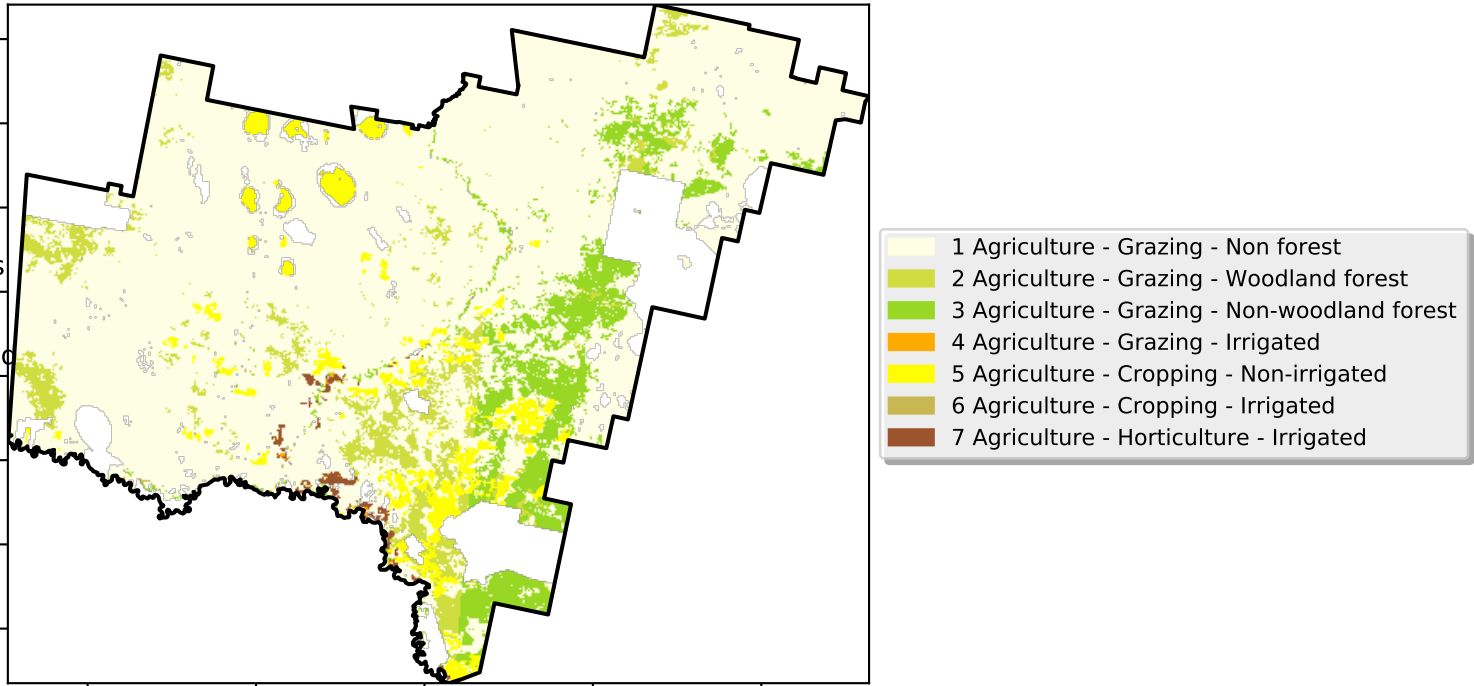 s
0
1 Agriculture - Grazing - Non forest
2 Agriculture - Grazing - Woodland forest
3 Agriculture - Grazing - Non-woodland forest
4 Agriculture - Grazing - Irrigated
5 Agriculture - Cropping - Non-irrigated
6 Agriculture - Cropping - Irrigated
7 Agriculture - Horticulture - Irrigated